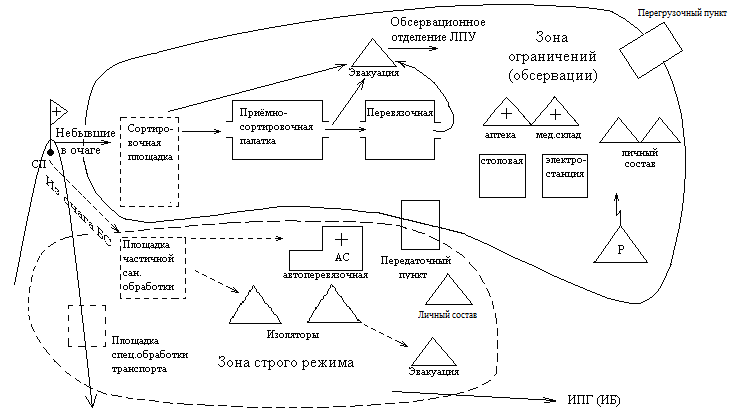 Перегрузочный пункт
Обсервационное
отделение ЛПУ
Зона
ограничений
(обсервации)
Эвакуация
Небывшие
в очаге
Сортиро-
вочная
площадка
Приёмно-
сортировочная
палатка
Перевязочная
аптека
мед.склад
столовая
электро-
станция
личный
состав
СП
Из очага БС
Р
Площадка
частичной
сан.
обработки
АС
автоперевязочная
Передаточный
пункт
Личный состав
Изоляторы
Площадка
спец.обработки
транспорта
Зона строго режима
Эвакуация
ИПГ (ИБ)